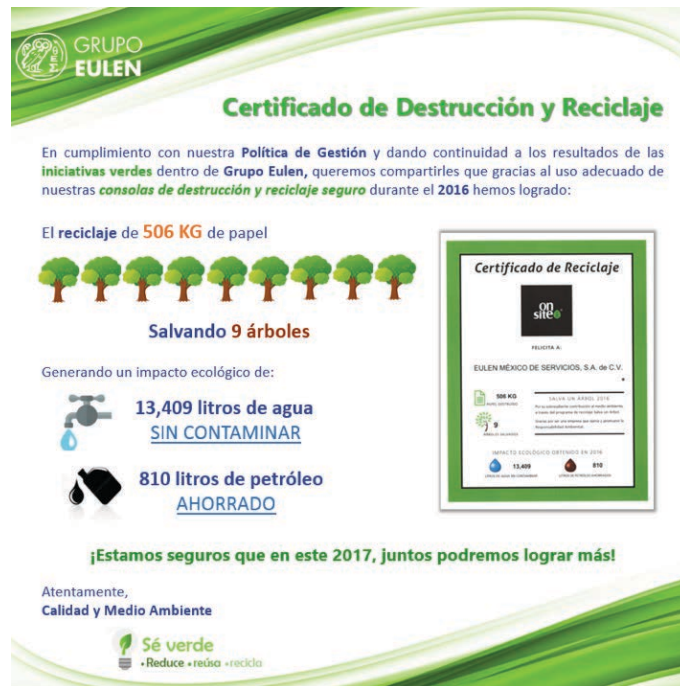 GRUPO
EULEN
Certificado de Destrucción y Reciclaje
En cumplimiento con nuestra Política de Gestión y dando continuidad a los resultados de las
iniciativas verdes dentro de Grupo Eulen, queremos compartirles que gracias al uso adecuado de
nuestras consolas de destrucción y reciclaje seguro durante el 2016 hemos logrado:
El reciclaje de 506 KG de papel
Salvando 9 árboles
Generando un impacto ecológico de:
13,409 litros de agua
SIN CONTAMINAR
810 litros de petróleo
AHORRADO
Certificado de Reciclaje
on
site
FELICITA A:
EULEN MÉXICO DE SERVICIOS, S.A. de C.V.
506 KG
SALVA UN ÁRBOL 2016
9
IMPACTO ECOLÓGICO OBTENIDO EN 2016
13,409
810
¡Estamos seguros que en este 2017, juntos podremos lograr más!
Atentamente,
Calidad y Medio Ambiente
Sé verde
• Reduce • reúsa • recicla